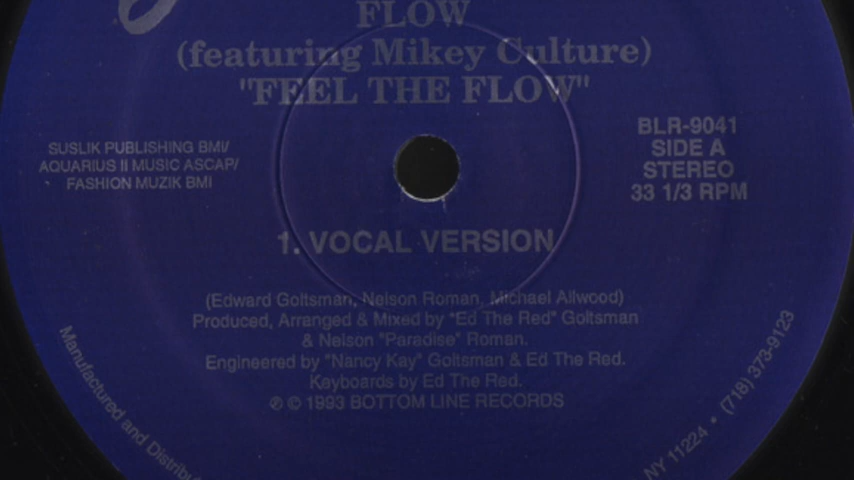 FLOW
(featuring Mikey Culture)
"FEEL THE FLOW"
SUSLIK PUBLISHING BMI/
AQUARIUS II MUSIC ASCAP/
FASHION MUZIK BMI
BLR-9041
SIDE A
STEREO
33 1/3 RPM
1. VOCAL VERSION
(Edward Goltsman, Nelson Roman, Michael Allwood)
Produced, Arranged & Mixed by "Ed The Red" Goltsman
& Nelson "Paradise" Roman.
Engineered by "Nancy Kay" Goltsman & Ed The Red.
Keyboards by Ed The Red.
℗ © 1993 BOTTOM LINE RECORDS
Manufactured and Distribut
NY 11224 • (718) 373-9123